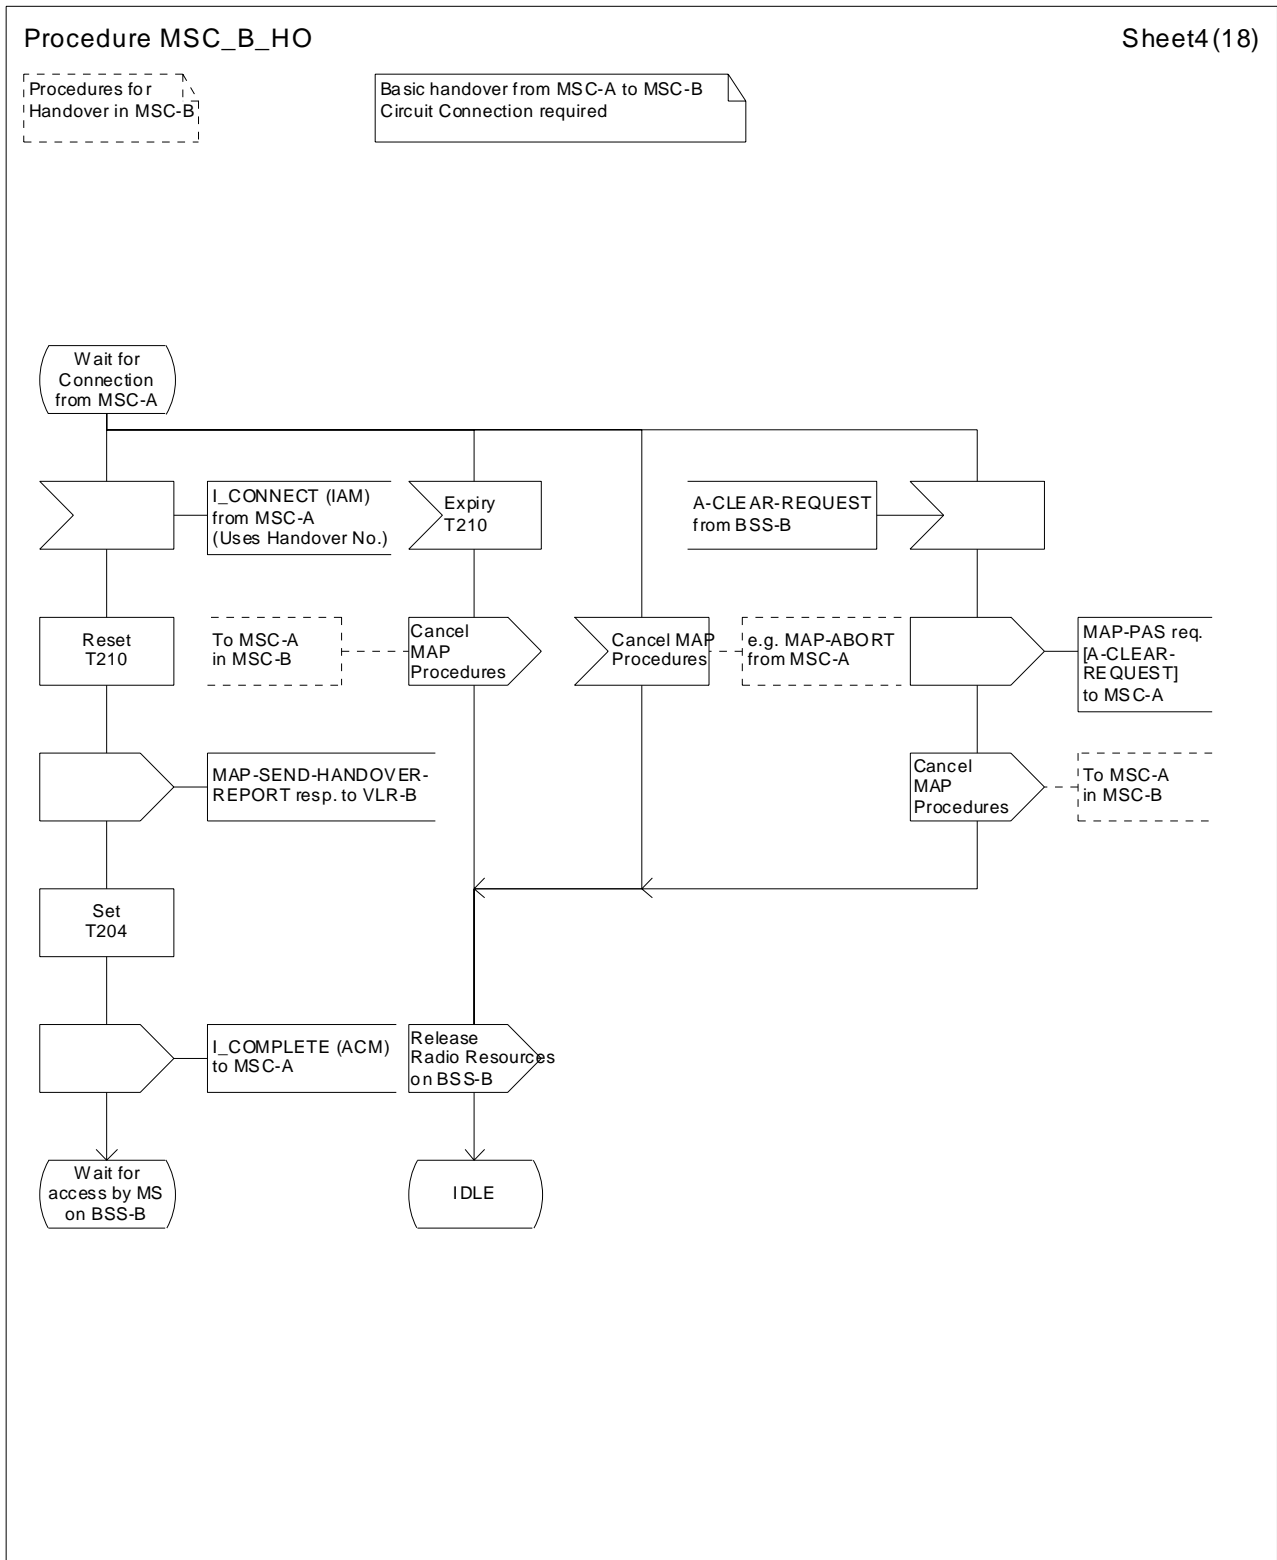 Procedure MSC_B_HO
Sheet4(18)
Procedures for
Handover in MSC-B
Basic handover from MSC-A to MSC-B
Circuit Connection required
Wait for
Connection
from MSC-A
I_CONNECT (IAM)
from MSC-A
(Uses Handover No.)
Expiry
T210
A-CLEAR-REQUEST
from BSS-B
Reset
T210
To MSC-A
in MSC-B
Cancel
MAP
Procedures
Cancel MAP
Procedures
e.g. MAP-ABORT
from MSC-A
MAP-PAS req.
[A-CLEAR-
REQUEST]
to MSC-A
MAP-SEND-HANDOVER-
REPORT resp. to VLR-B
Cancel
MAP
Procedures
To MSC-A
in MSC-B
Set
T204
I_COMPLETE (ACM)
to MSC-A
Release
Radio Resources
on BSS-B
Wait for
access by MS
on BSS-B
IDLE